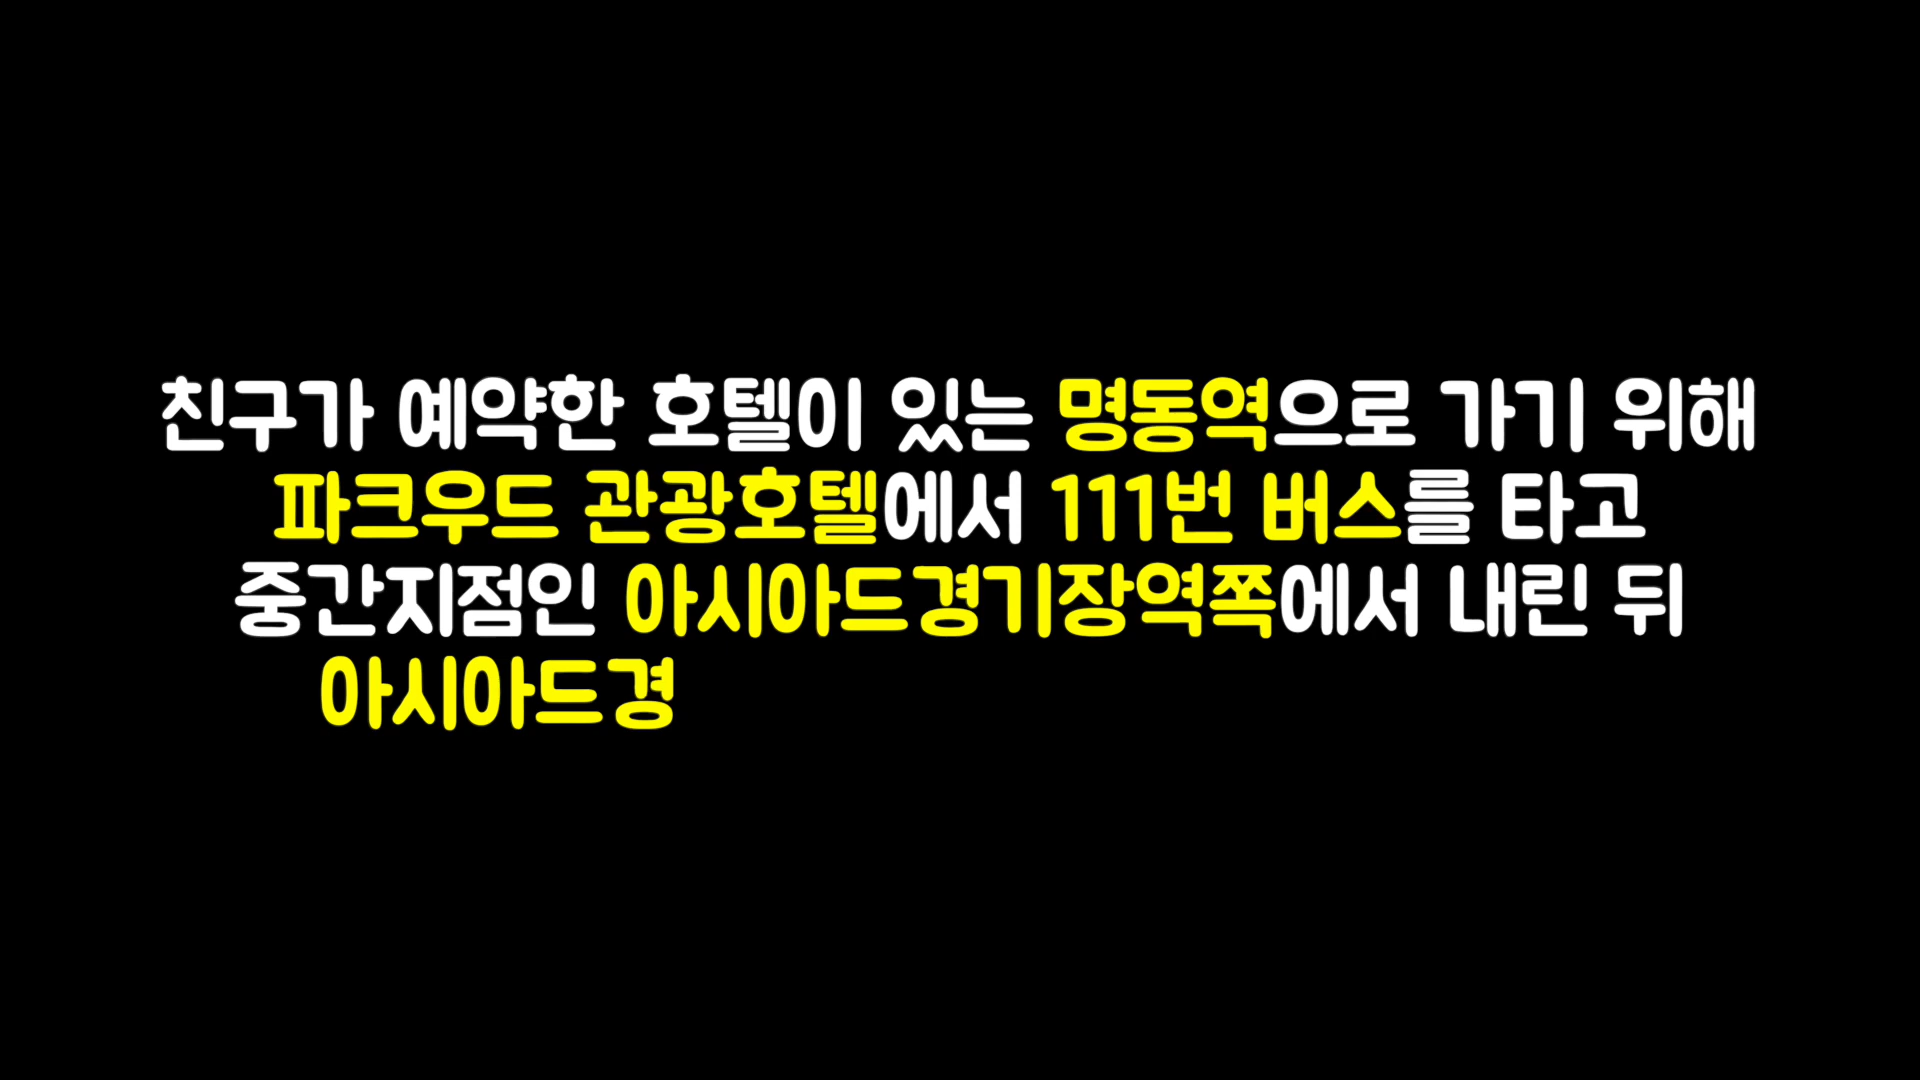 친구가 예약한 호텔이 있는 명동역으로 가기 위해
파크우드 관광호텔에서 111번 버스를 타고
중간지점인 아시아드경기장역쪽에서 내린 뒤
아시아드경